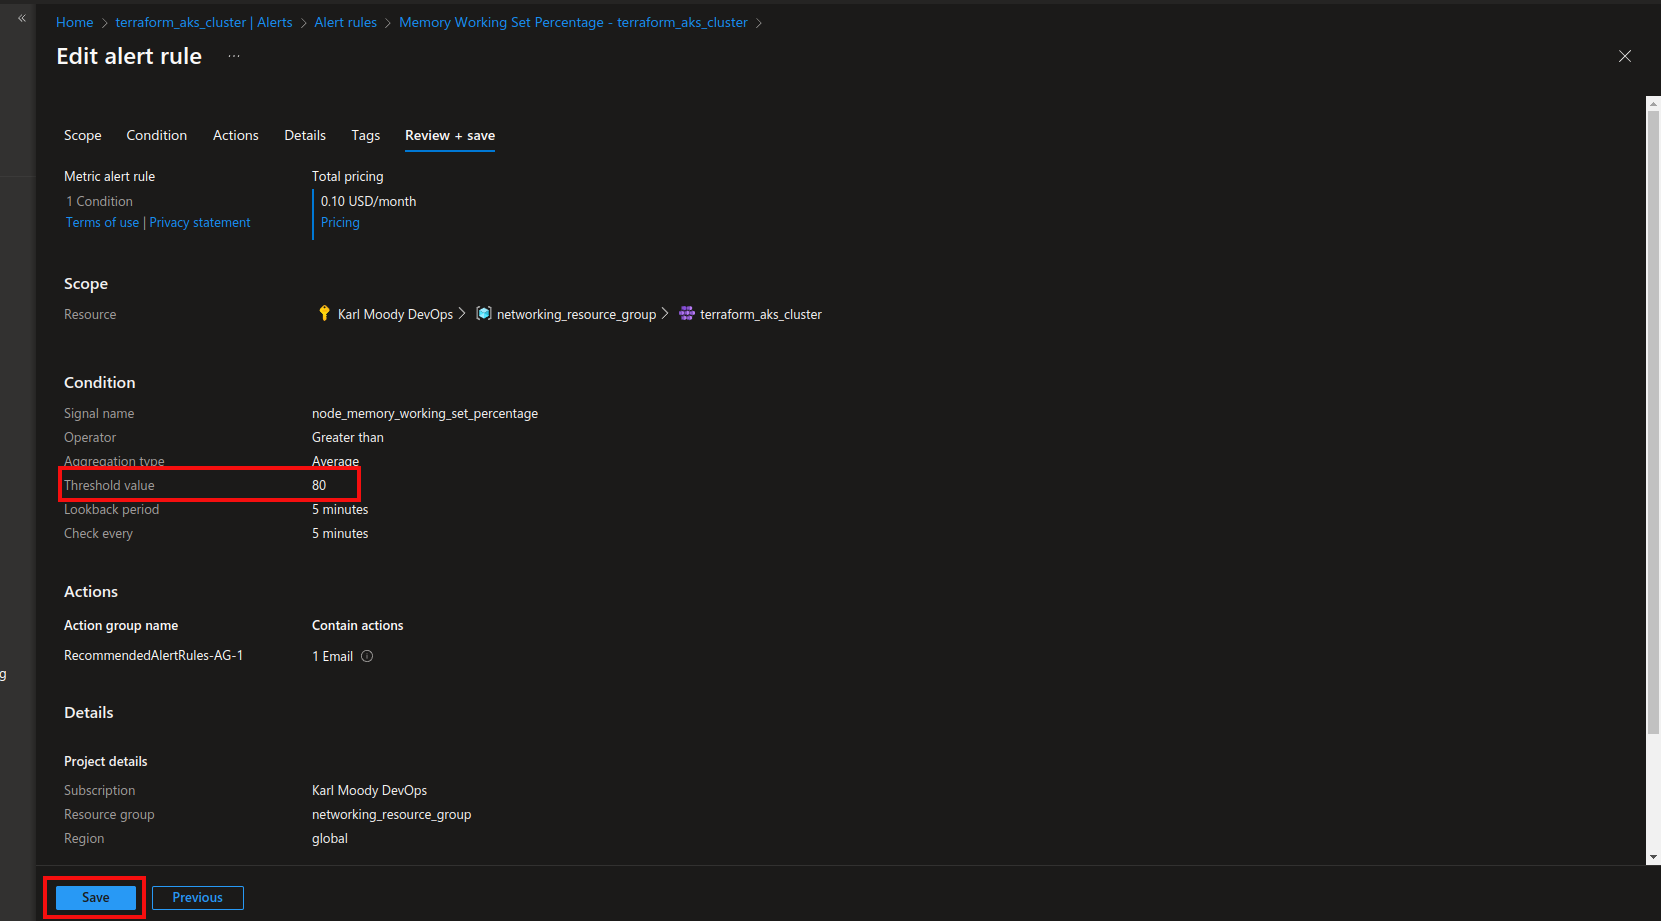 «
Home > terraform_aks_cluster | Alerts > Alert rules > Memory Working Set Percentage - terraform_aks_cluster >
Edit alert rule ...
Scope Condition Actions Details Tags Review + save
Metric alert rule Total pricing
1 Condition 0.10 USD/month
Terms of use | Privacy statement Pricing
Scope
Resource Karl Moody DevOps > networking_resource_group > terraform_aks_cluster
Condition
Signal name node_memory_working_set_percentage
Operator Greater than
Aggregation type Average
Threshold value 80
Lookback period 5 minutes
Check every 5 minutes
Actions
Action group name Contain actions
RecommendedAlertRules-AG-1 1 Email
g
Details
Project details
Subscription Karl Moody DevOps
Resource group networking_resource_group
Region global
Save Previous